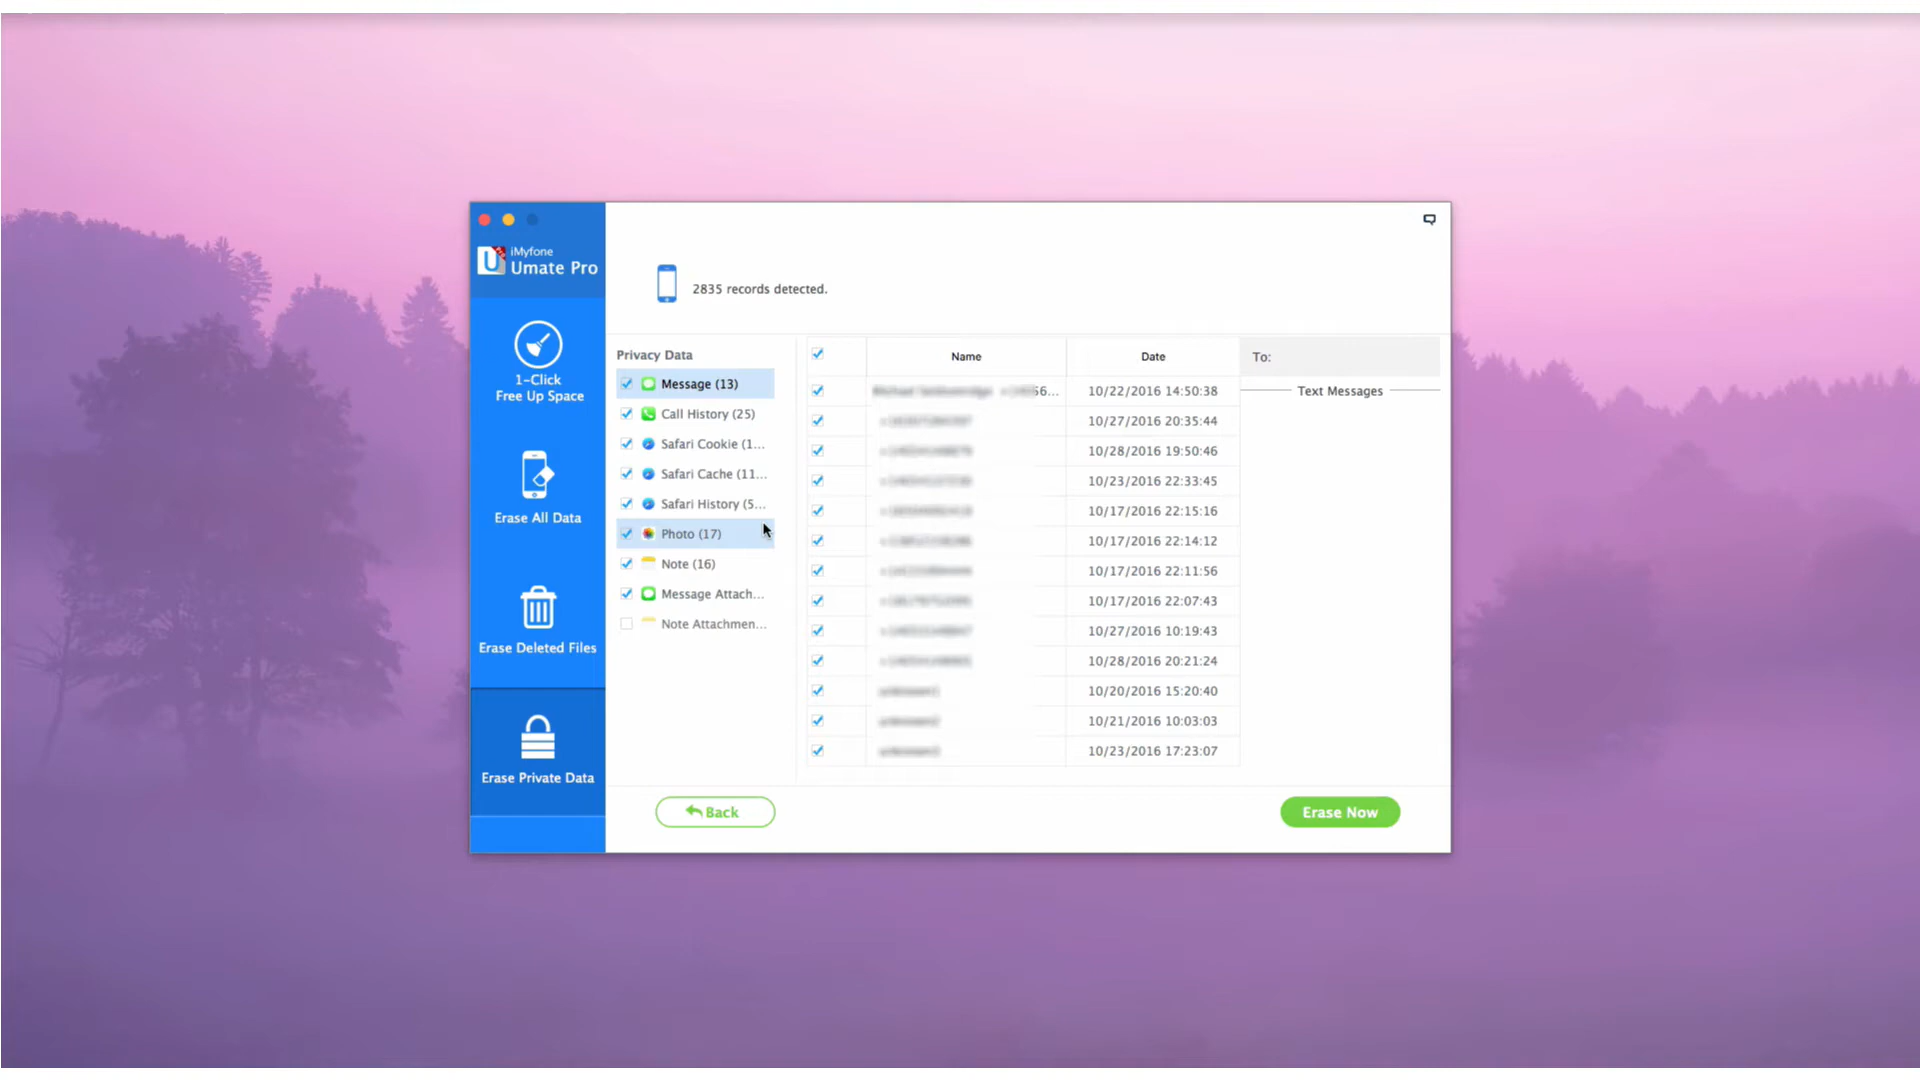 iMyfone
Umate Pro
2835 records detected.
1-Click
Free Up Space
Erase All Data
Erase Deleted Files
Erase Private Data
Privacy Data
Message (13)
Call History (25)
Safari Cookie (1...
Safari Cache (11...
Safari History (5...
Photo (17)
Note (16)
Message Attach...
Note Attachmen...
Name
Date
To:
10/22/2016 14:50:38
Text Messages
10/27/2016 20:35:44
10/28/2016 19:50:46
10/23/2016 22:33:45
10/17/2016 22:15:16
10/17/2016 22:14:12
10/17/2016 22:11:56
10/17/2016 22:07:43
10/27/2016 10:19:43
10/28/2016 20:21:24
10/20/2016 15:20:40
10/21/2016 10:03:03
10/23/2016 17:23:07
Back
Erase Now